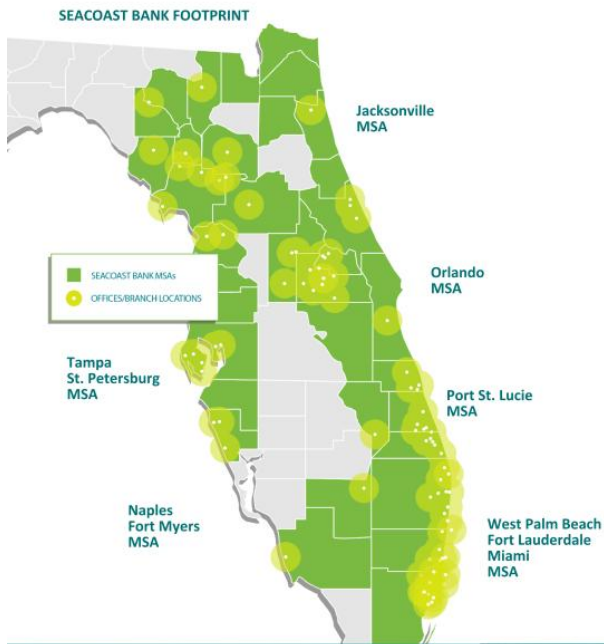 SEACOAST BANK FOOTPRINT
Jacksonville
MSA
Orlando
MSA
SEACOAST BANK MSAs
OFFICES/BRANCH LOCATIONS
Tampa
St. Petersburg
MSA
Port St. Lucie
MSA
Naples
Fort Myers
MSA
West Palm Beach
Fort Lauderdale
Miami
MSA